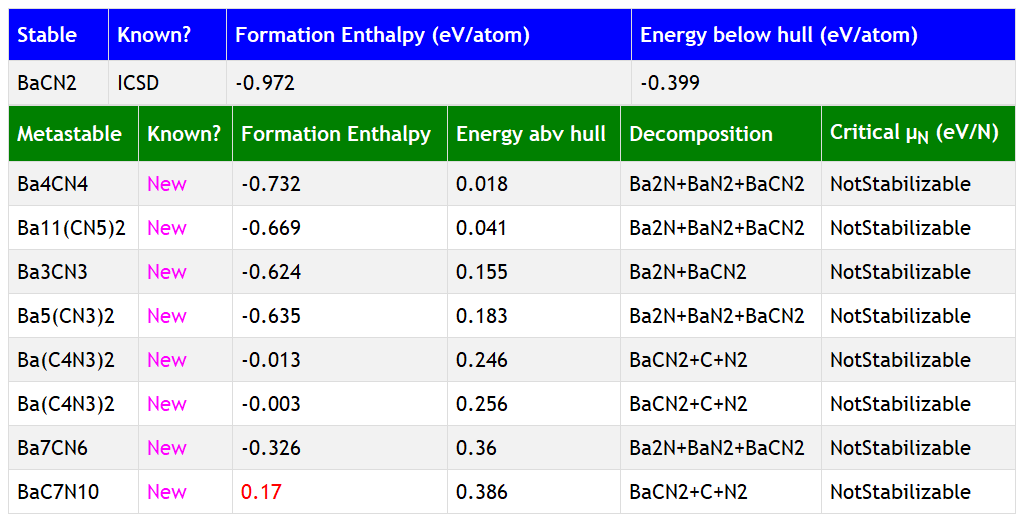 Stable Known? Formation Enthalpy (eV/atom) Energy below hull (eV/atom)
BaCN2 ICSD -0.972 -0.399
Metastable Known? Formation Enthalpy Energy abv hull Decomposition Critical μN (eV/N)
Ba4CN4 New -0.732 0.018 Ba2N+BaN2+BaCN2 NotStabilizable
Ba11(CN5)2 New -0.669 0.041 Ba2N+BaN2+BaCN2 NotStabilizable
Ba3CN3 New -0.624 0.155 Ba2N+BaCN2 NotStabilizable
Ba5(CN3)2 New -0.635 0.183 Ba2N+BaN2+BaCN2 NotStabilizable
Ba(C4N3)2 New -0.013 0.246 BaCN2+C+N2 NotStabilizable
Ba(C4N3)2 New -0.003 0.256 BaCN2+C+N2 NotStabilizable
Ba7CN6 New -0.326 0.36 Ba2N+BaN2+BaCN2 NotStabilizable
BaC7N10 New 0.17 0.386 BaCN2+C+N2 NotStabilizable